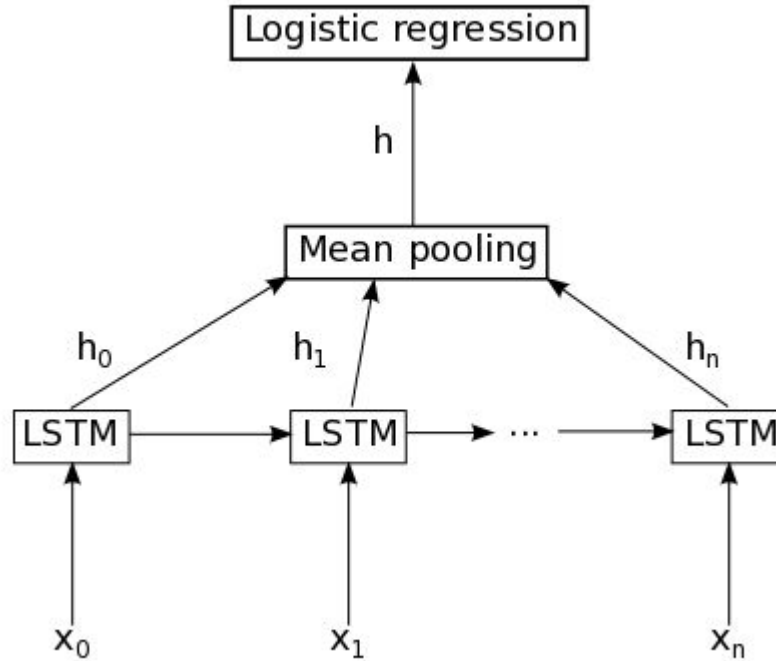 Logistic regression
h
Mean pooling
h₀ h₁ hₙ
LSTM LSTM ... LSTM
x₀ x₁ xₙ